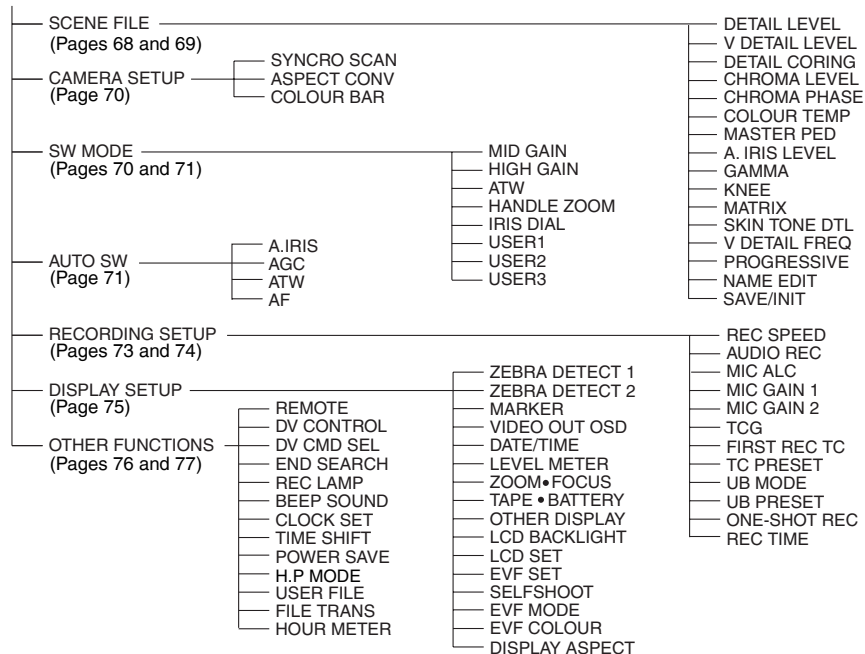 SCENE FILE
(Pages 68 and 69)
DETAIL LEVEL
V DETAIL LEVEL
DETAIL CORING
CHROMA LEVEL
CHROMA PHASE
COLOUR TEMP
MASTER PED
A. IRIS LEVEL
GAMMA
KNEE
MATRIX
SKIN TONE DTL
V DETAIL FREQ
PROGRESSIVE
NAME EDIT
SAVE/INIT
CAMERA SETUP
(Page 70)
SYNCRO SCAN
ASPECT CONV
COLOUR BAR
SW MODE
(Pages 70 and 71)
MID GAIN
HIGH GAIN
ATW
HANDLE ZOOM
IRIS DIAL
USER1
USER2
USER3
AUTO SW
(Page 71)
A.IRIS
AGC
ATW
AF
RECORDING SETUP
(Pages 73 and 74)
REC SPEED
AUDIO REC
MIC ALC
MIC GAIN 1
MIC GAIN 2
TCG
FIRST REC TC
TC PRESET
UB MODE
UB PRESET
ONE-SHOT REC
REC TIME
DISPLAY SETUP
(Page 75)
ZEBRA DETECT 1
ZEBRA DETECT 2
MARKER
VIDEO OUT OSD
DATE/TIME
LEVEL METER
ZOOM•FOCUS
TAPE • BATTERY
OTHER DISPLAY
LCD BACKLIGHT
LCD SET
EVF SET
SELFSHOOT
EVF MODE
EVF COLOUR
DISPLAY ASPECT
OTHER FUNCTIONS
(Pages 76 and 77)
REMOTE
DV CONTROL
DV CMD SEL
END SEARCH
REC LAMP
BEEP SOUND
CLOCK SET
TIME SHIFT
POWER SAVE
H.P MODE
USER FILE
FILE TRANS
HOUR METER